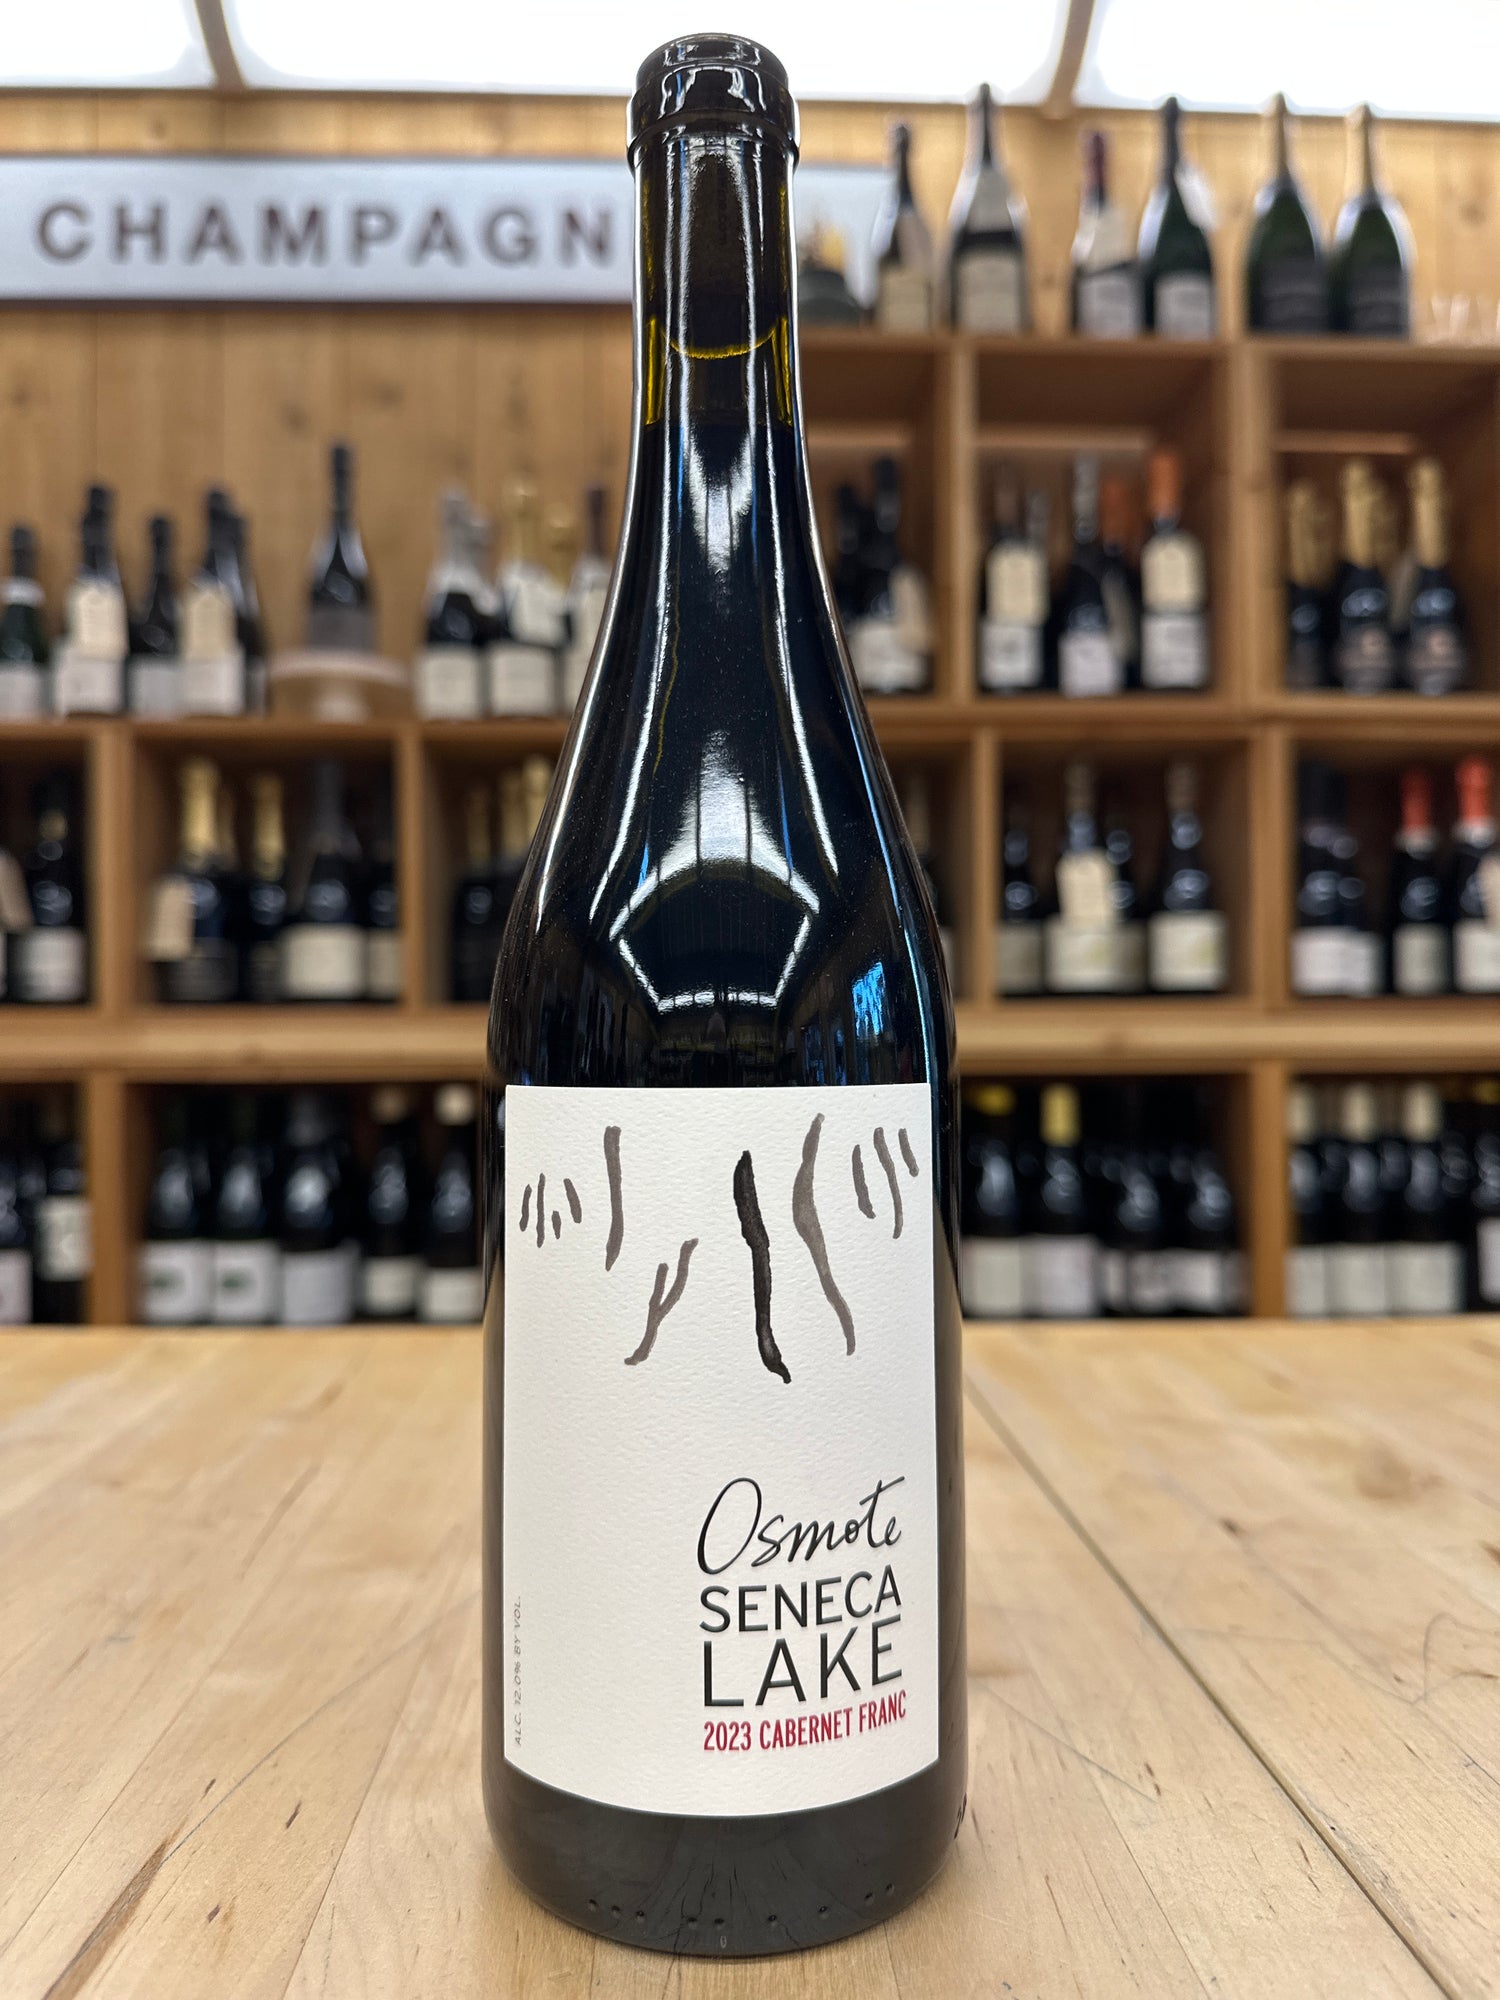 CHAMPAGN
Osmote
SENECA
LAKE
2023 CABERNET FRANC
ALC. 12.0% BY VOL.